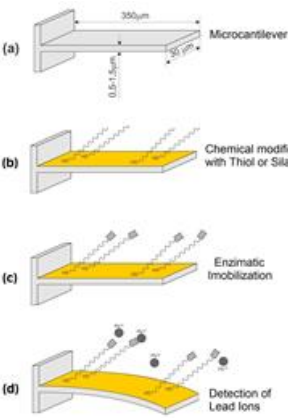 350µm
(a)
Microcantilever
30 µm
0,5-1,5µm
(b)
Chemical modifi
with Thiol or Sila
(c)
Enzimatic
Imobilization
(d)
Detection of
Lead Ions